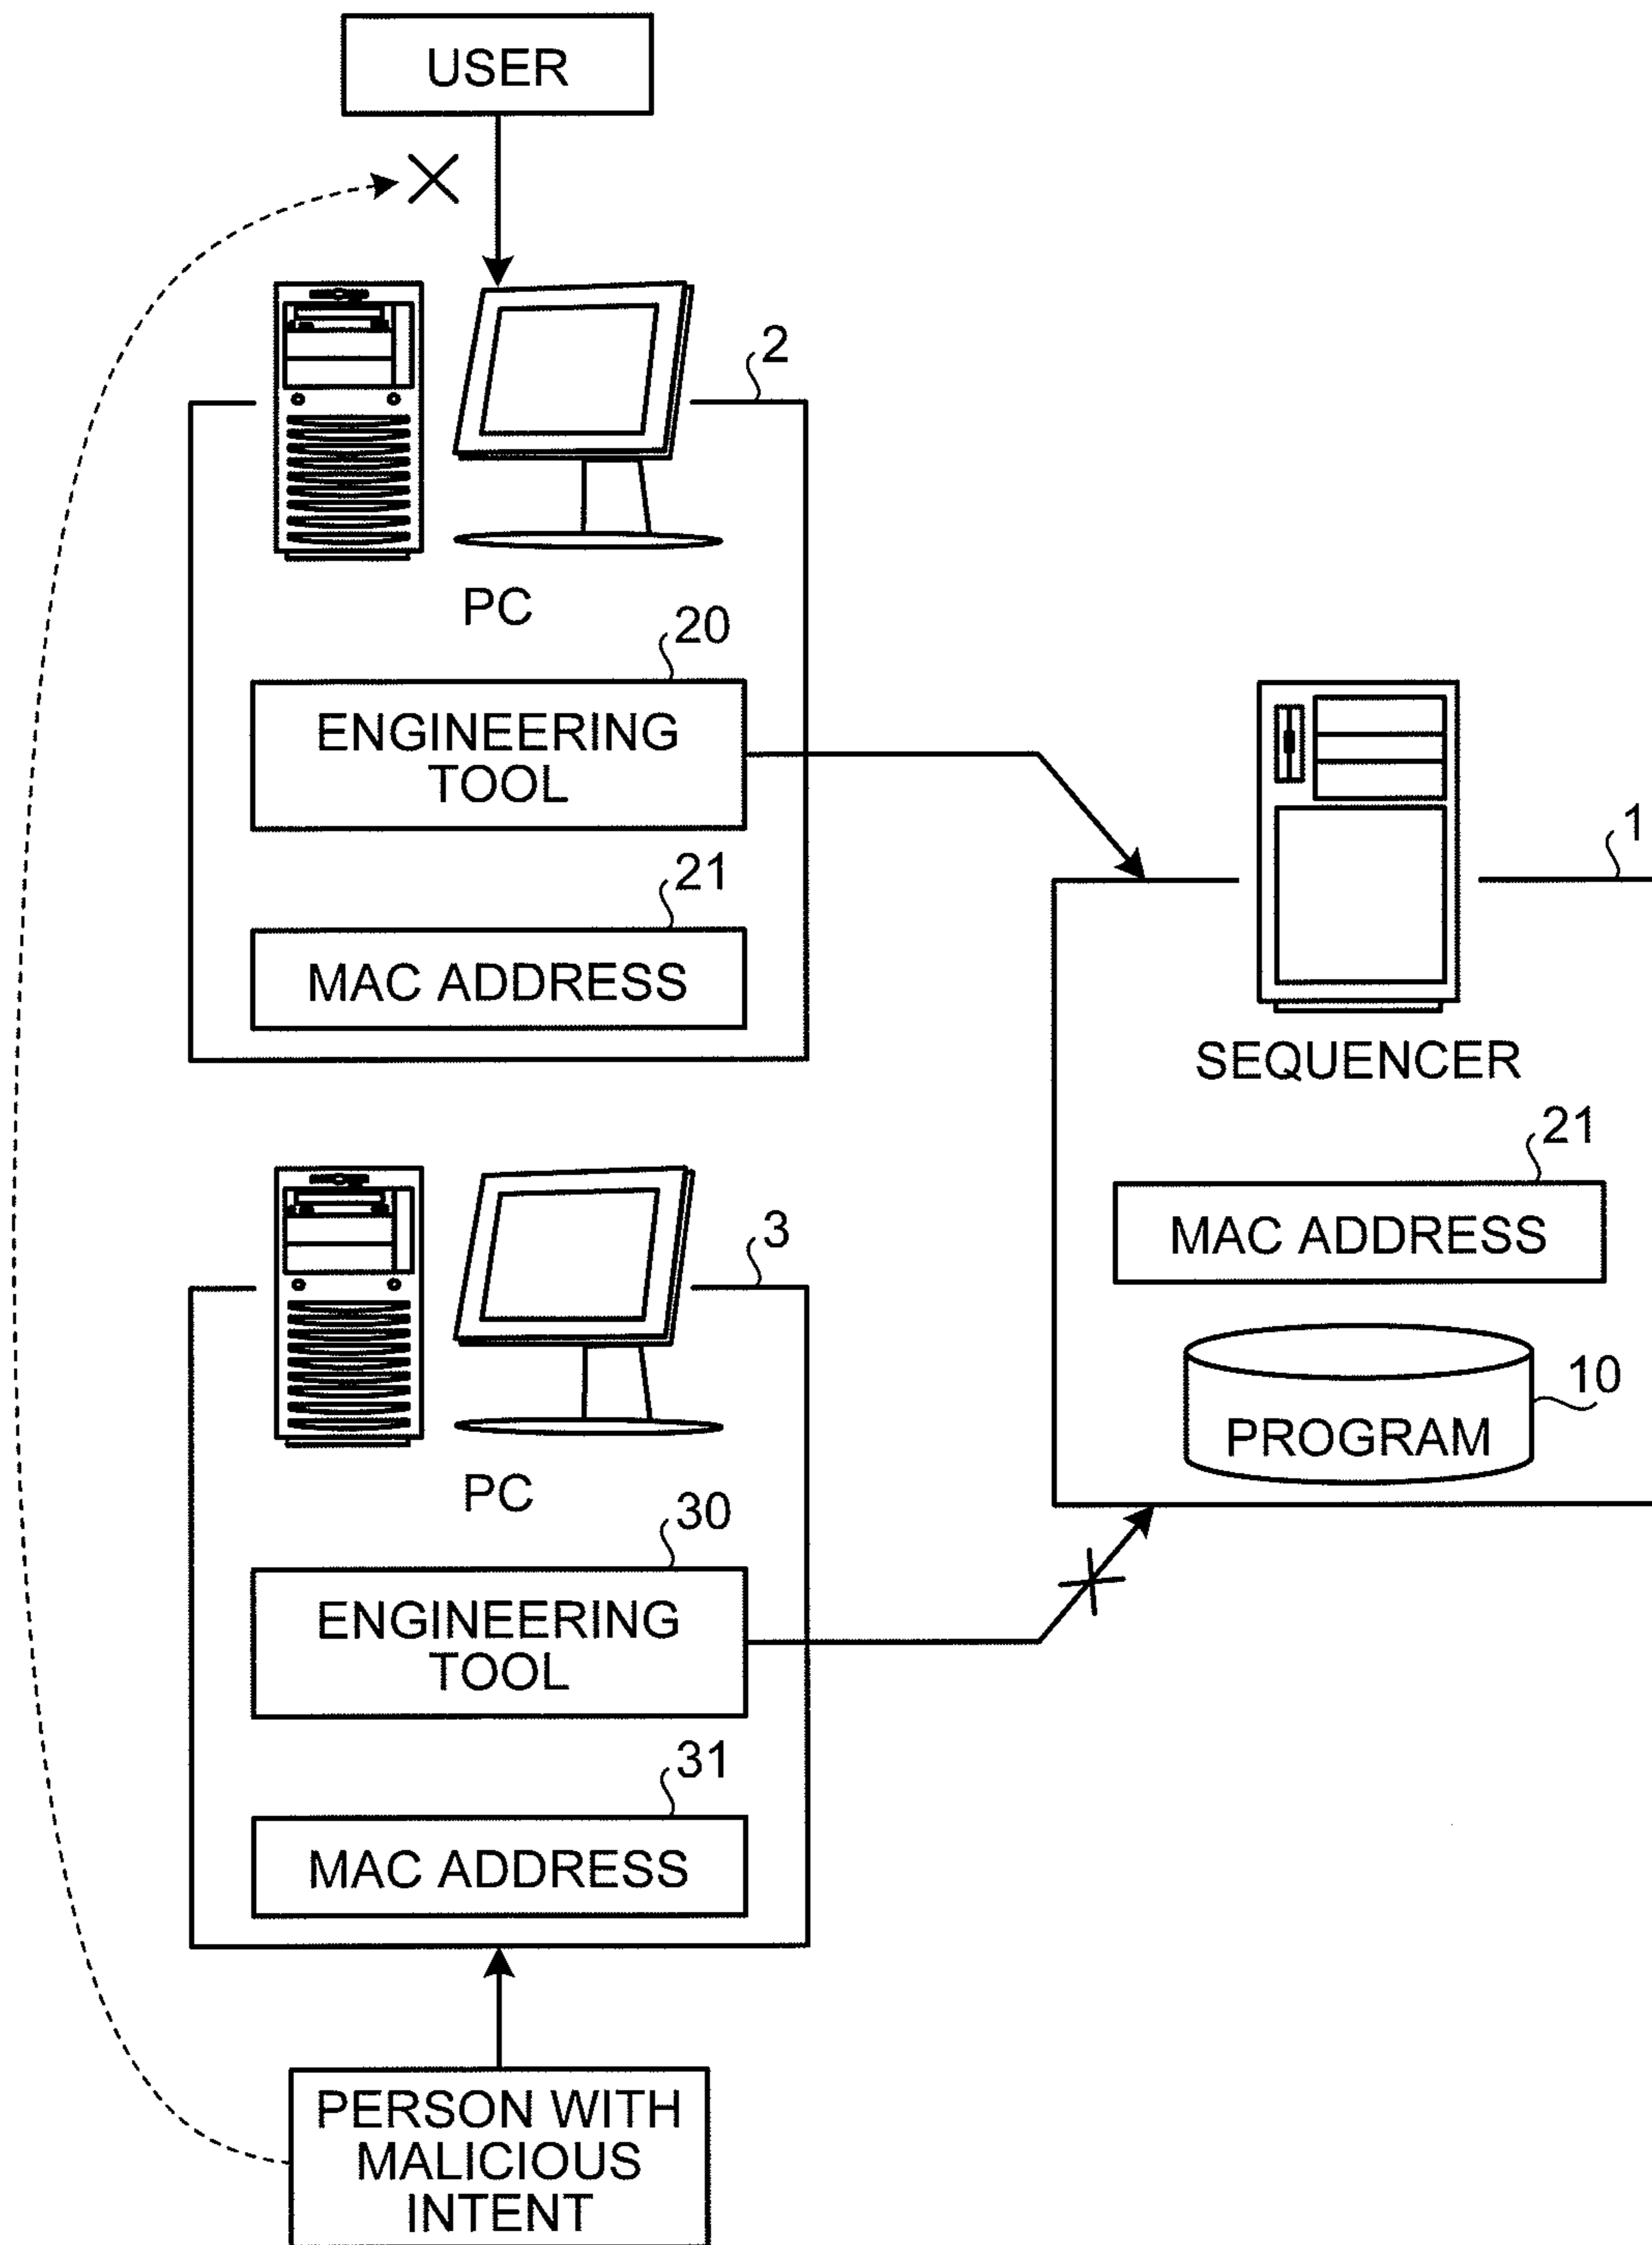 USER
2
PC
20
ENGINEERING
TOOL
21
MAC ADDRESS
1
SEQUENCER
21
MAC ADDRESS
10
PROGRAM
3
PC
30
ENGINEERING
TOOL
31
MAC ADDRESS
PERSON WITH
MALICIOUS
INTENT